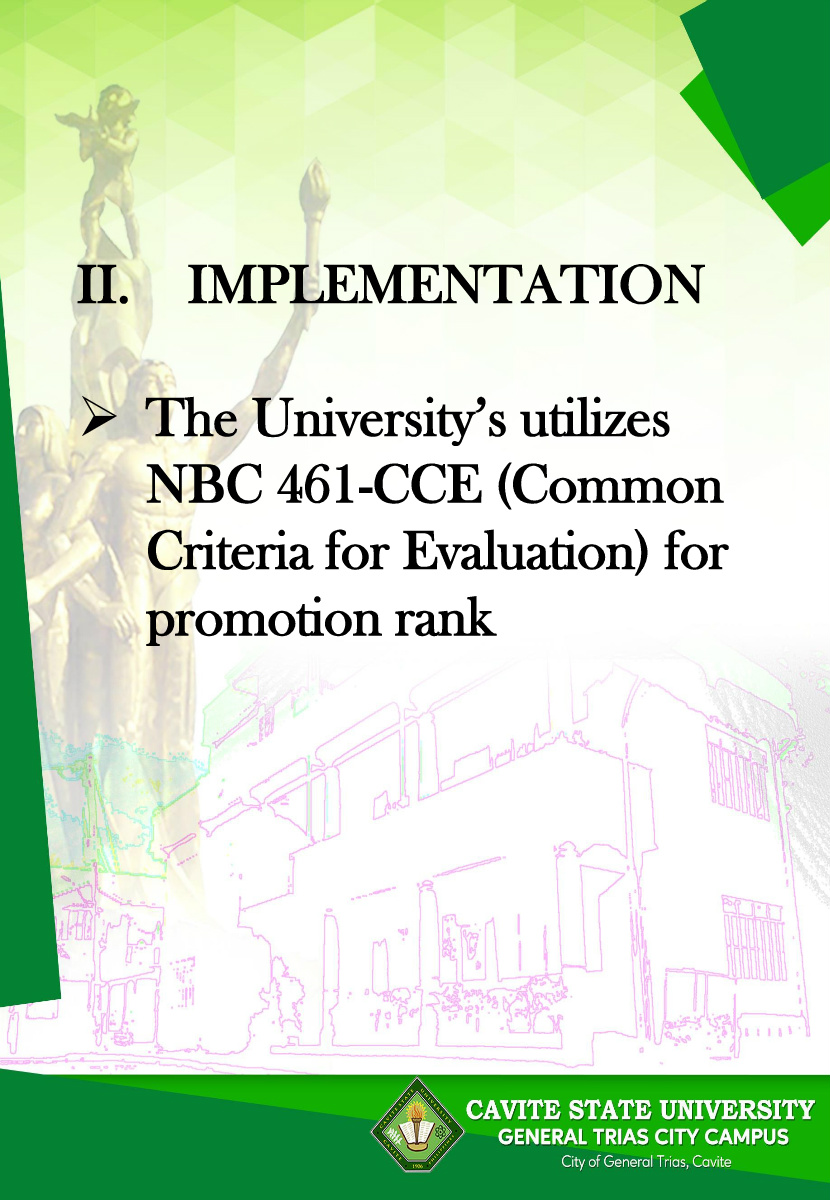 II. IMPLEMENTATION
➢ The University’s utilizes
NBC 461-CCE (Common
Criteria for Evaluation) for
promotion rank
CAVITE STATE UNIVERSITY
GENERAL TRIAS CITY CAMPUS
City of General Trias, Cavite
1906